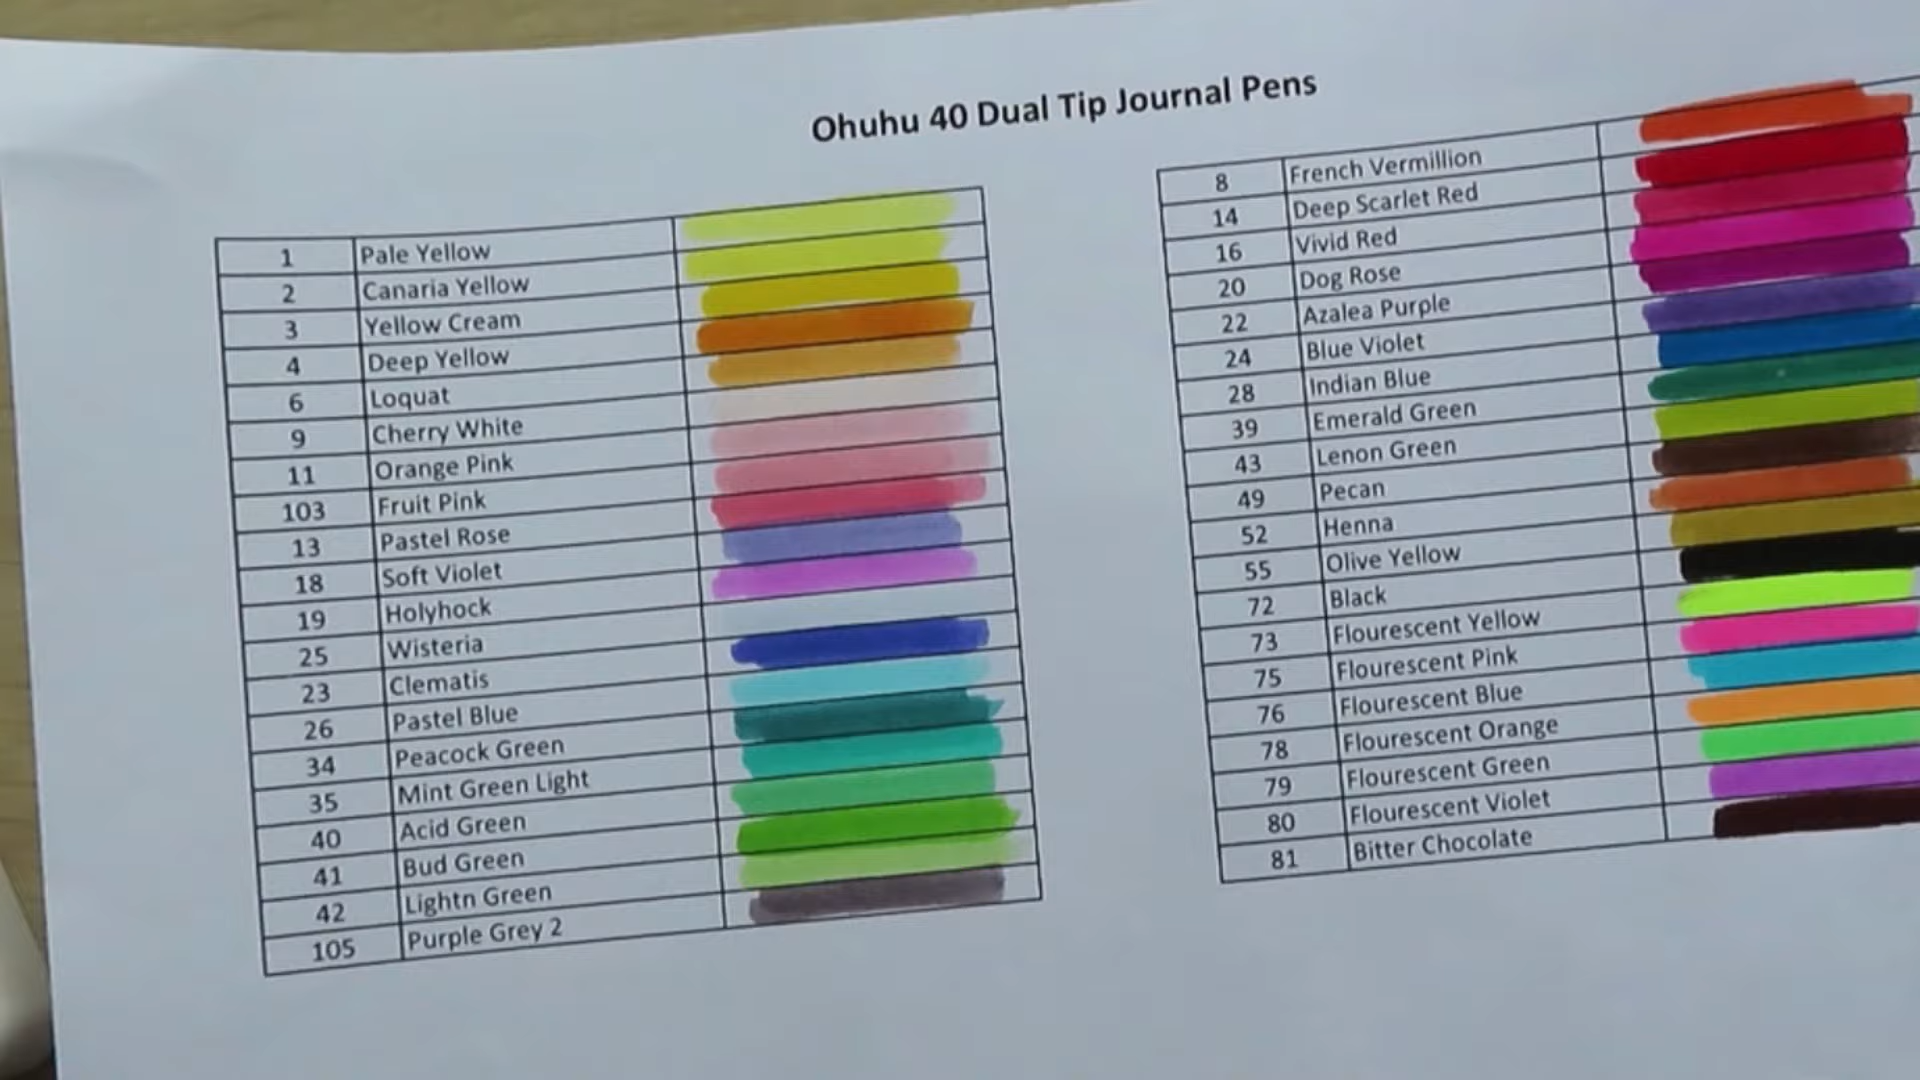 Ohuhu 40 Dual Tip Journal Pens
1 Pale Yellow
2 Canaria Yellow
3 Yellow Cream
4 Deep Yellow
6 Loquat
9 Cherry White
11 Orange Pink
103 Fruit Pink
13 Pastel Rose
18 Soft Violet
19 Holyhock
25 Wisteria
23 Clematis
26 Pastel Blue
34 Peacock Green
35 Mint Green Light
40 Acid Green
41 Bud Green
42 Lightn Green
105 Purple Grey 2
8 French Vermillion
14 Deep Scarlet Red
16 Vivid Red
20 Dog Rose
22 Azalea Purple
24 Blue Violet
28 Indian Blue
39 Emerald Green
43 Lenon Green
49 Pecan
52 Henna
55 Olive Yellow
72 Black
73 Flourescent Yellow
75 Flourescent Pink
76 Flourescent Blue
78 Flourescent Orange
79 Flourescent Green
80 Flourescent Violet
81 Bitter Chocolate